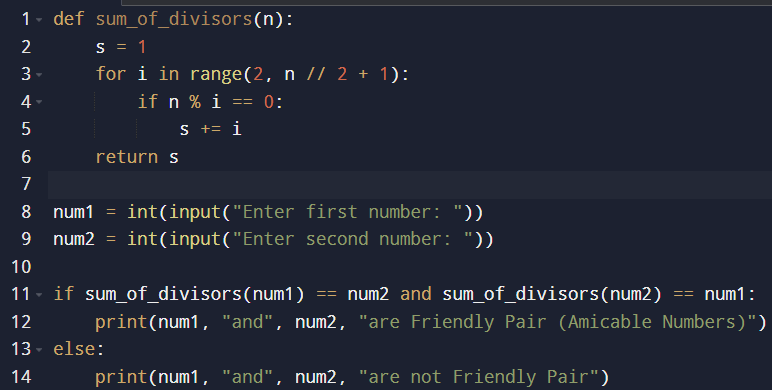 1 def sum_of_divisors(n):
2     s = 1
3     for i in range(2, n // 2 + 1):
4         if n % i == 0:
5             s += i
6     return s
7
8 num1 = int(input("Enter first number: "))
9 num2 = int(input("Enter second number: "))
10
11 if sum_of_divisors(num1) == num2 and sum_of_divisors(num2) == num1:
12     print(num1, "and", num2, "are Friendly Pair (Amicable Numbers)")
13 else:
14     print(num1, "and", num2, "are not Friendly Pair")